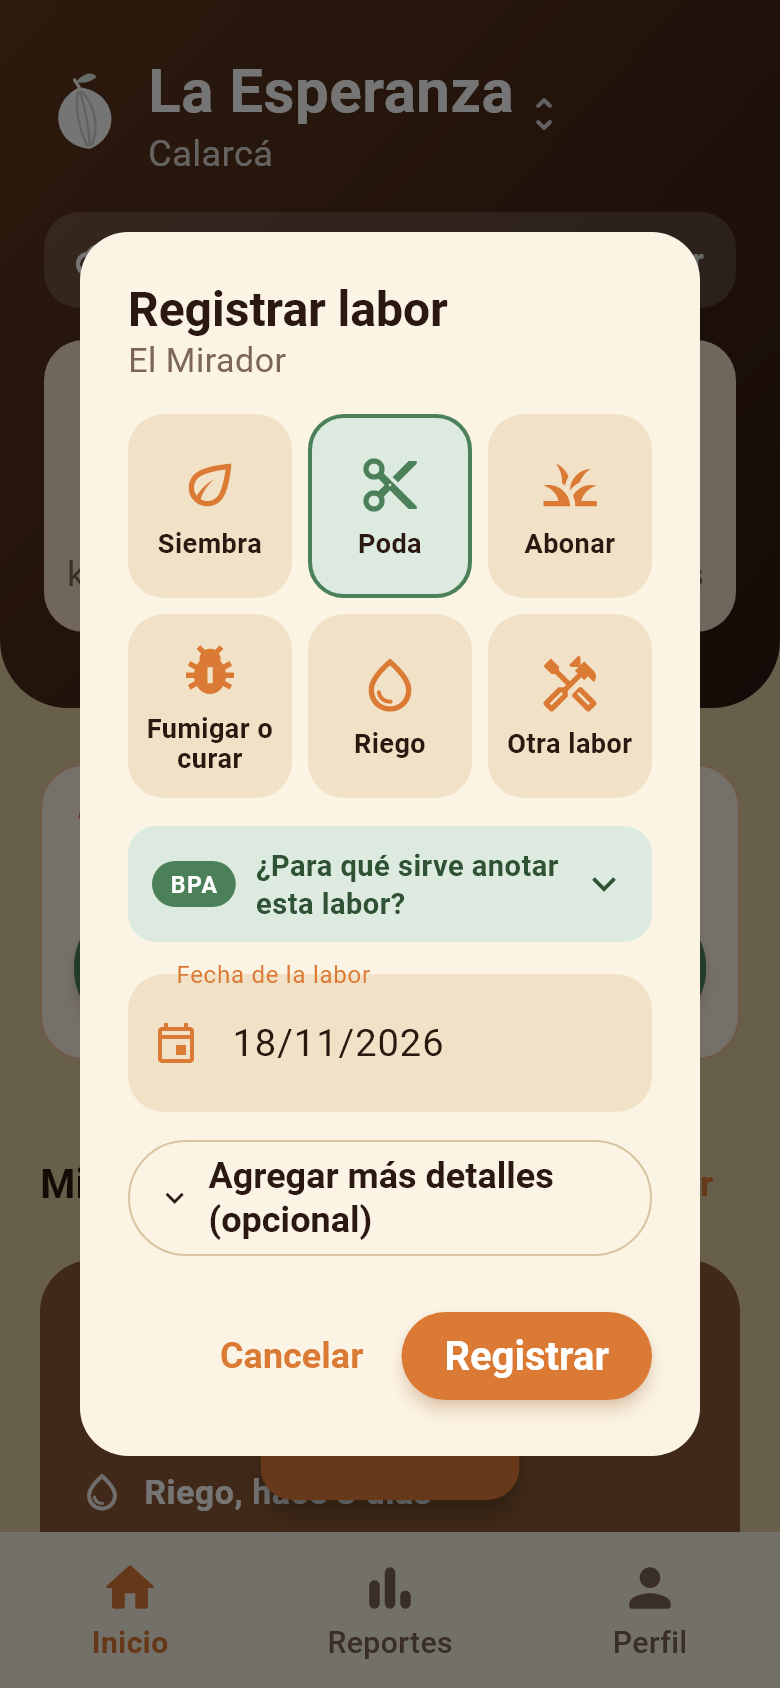 La Esperanza
Calarcá
Registrar labor
El Mirador
Siembra
Poda
Abonar
Fumigar o
curar
Riego
Otra labor
BPA
¿Para qué sirve anotar
esta labor?
Fecha de la labor
18/11/2026
Agregar más detalles
(opcional)
Cancelar
Registrar
Riego,
Inicio
Reportes
Perfil